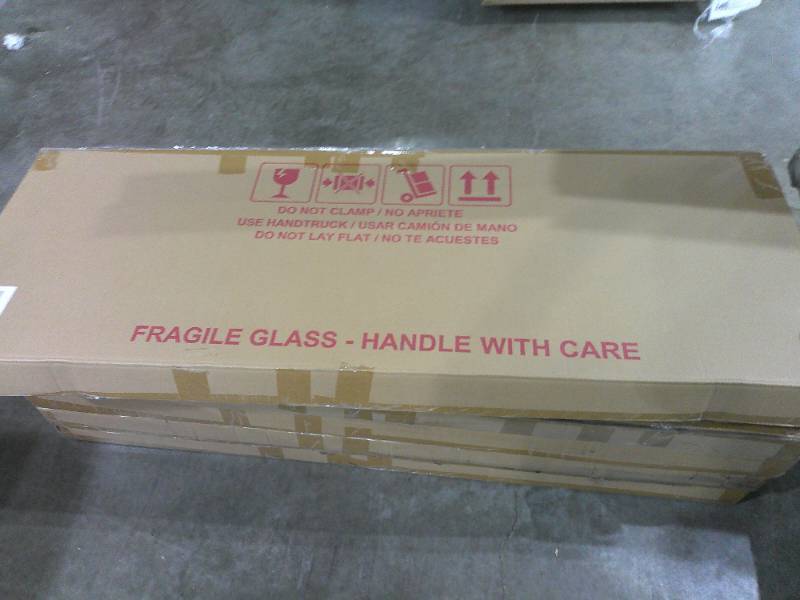 DO NOT CLAMP / NO APRIETE
USE HANDTRUCK / USAR CAMIÓN DE MANO
DO NOT LAY FLAT / NO TE ACUESTES
FRAGILE GLASS - HANDLE WITH CARE